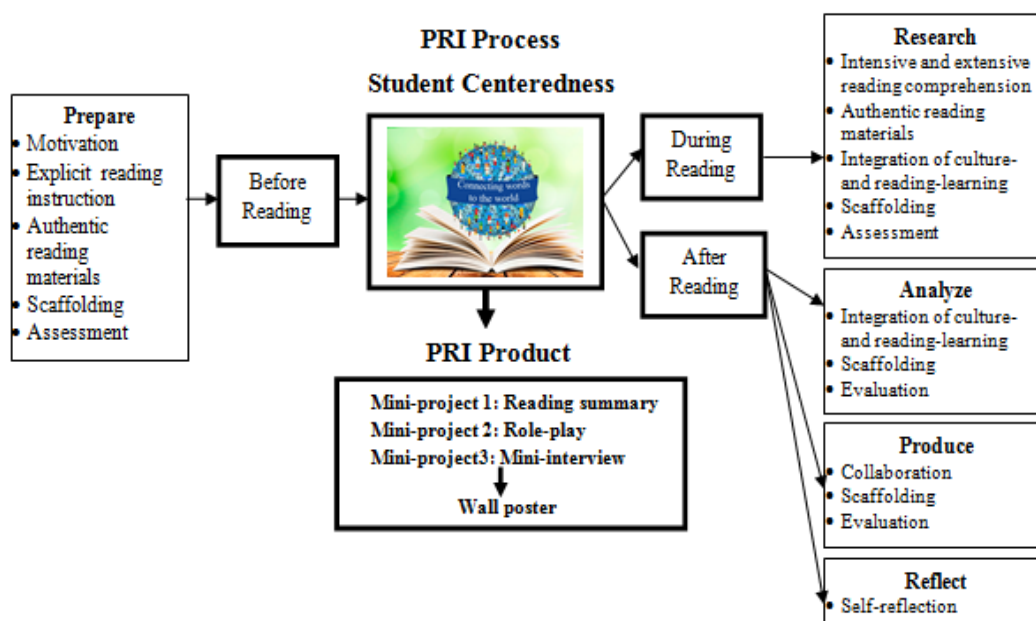 PRI Process
Student Centeredness
Prepare
• Motivation
• Explicit reading
instruction
• Authentic
reading
materials
• Scaffolding
• Assessment
Before
Reading
Connecting words
to the world
During
Reading
After
Reading
Research
• Intensive and extensive
reading comprehension
• Authentic reading
materials
• Integration of culture-
and reading-learning
• Scaffolding
• Assessment
Analyze
• Integration of culture-
and reading-learning
• Scaffolding
• Evaluation
Produce
• Collaboration
• Scaffolding
• Evaluation
Reflect
• Self-reflection
PRI Product
Mini-project 1: Reading summary
Mini-project 2: Role-play
Mini-project3: Mini-interview
Wall poster